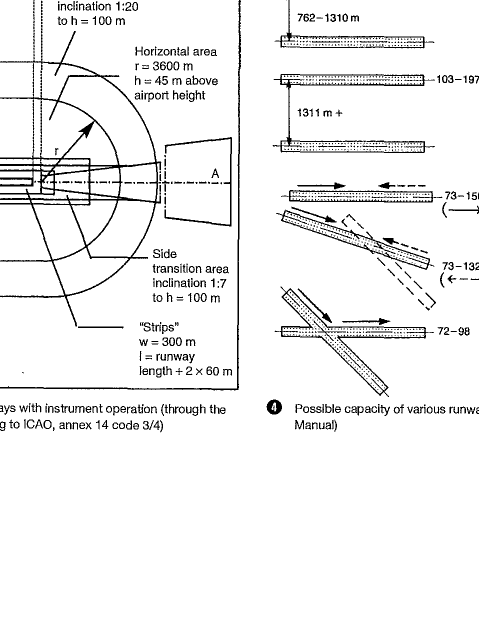 inclination 1:20
to h = 100 m
Horizontal area
r = 3600 m
h = 45 m above
airport height
r
A
Side
transition area
inclination 1:7
to h = 100 m
"Strips"
w = 300 m
l = runway
length + 2 × 60 m
ays with instrument operation (through the
g to ICAO, annex 14 code 3/4)
762–1310 m
103–197
1311 m +
73–150
73–132
72–98
4 Possible capacity of various runwa
Manual)